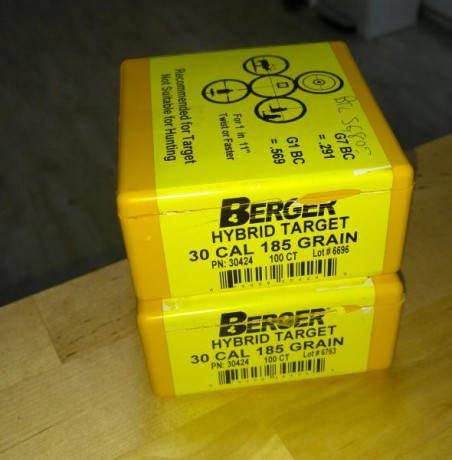 Recommended for Target
Not Suitable for Hunting
For 1 in 11"
Twist or Faster
G1 BC
= .569
G7 BC
= .291
BERGER
HYBRID TARGET
30 CAL 185 GRAIN
PN: 30424 100 CT Lot # 6696
BERGER
HYBRID TARGET
30 CAL 185 GRAIN
PN: 30424 100 CT Lot # 6763